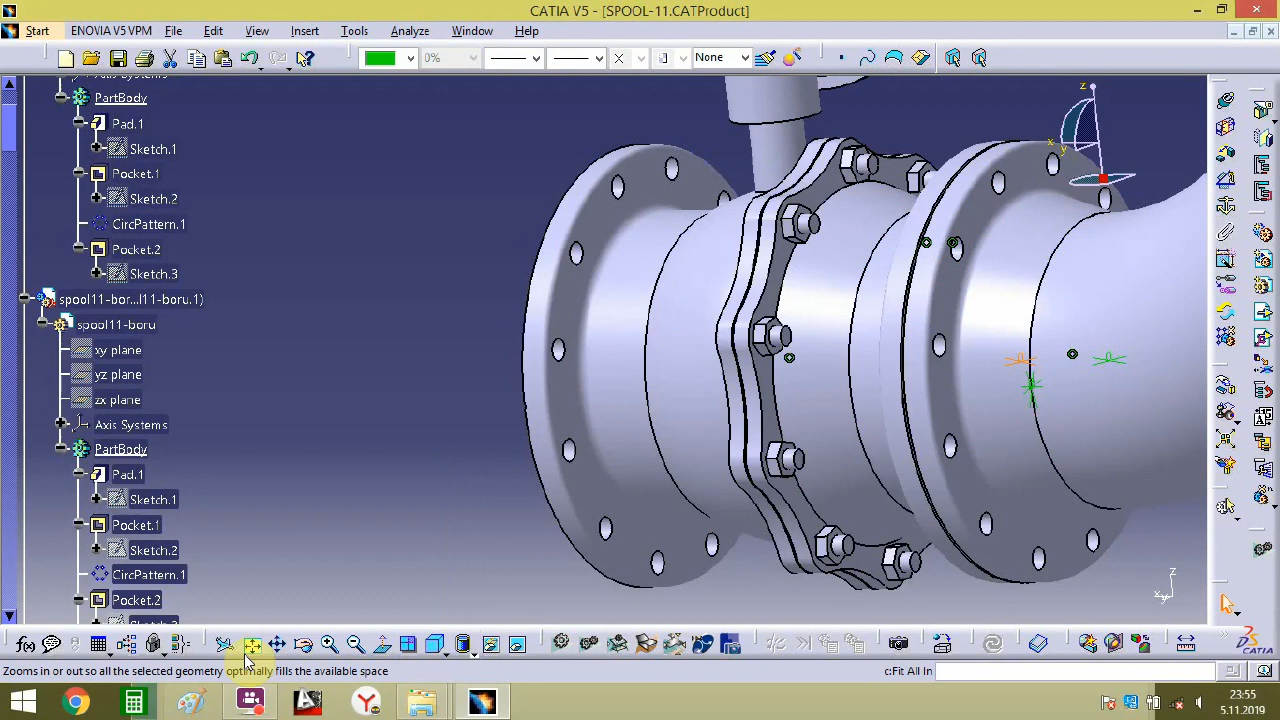 CATIA V5 - [SPOOL-11.CATProduct]
Start ENOVIA V5 VPM File Edit View Insert Tools Analyze Window Help
0% None
PartBody
Pad.1
Sketch.1
Pocket.1
Sketch.2
CircPattern.1
Pocket.2
Sketch.3
spool11-bor...l11-boru.1)
spool11-boru
xy plane
yz plane
zx plane
Axis Systems
PartBody
Pad.1
Sketch.1
Pocket.1
Sketch.2
CircPattern.1
Pocket.2
z
x
y
z
x y
CATIA
Zooms in or out so all the selected geometry optimally fills the available space c:Fit All In
23:55
5.11.2019